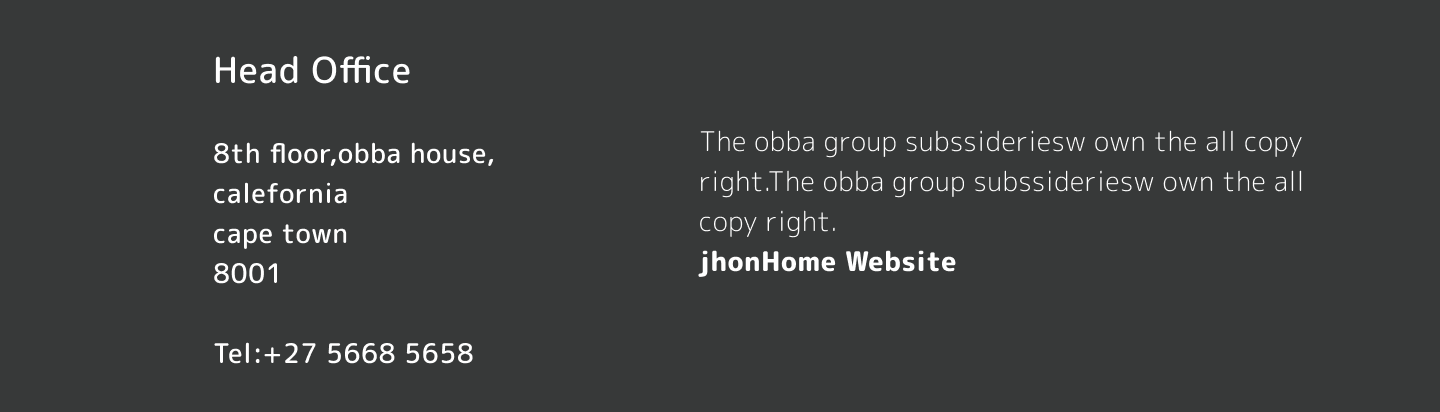 Head Office
8th floor,obba house,
calefornia
cape town
8001
Tel:+27 5668 5658
The obba group subssideriesw own the all copy
right.The obba group subssideriesw own the all
copy right.
jhonHome Website